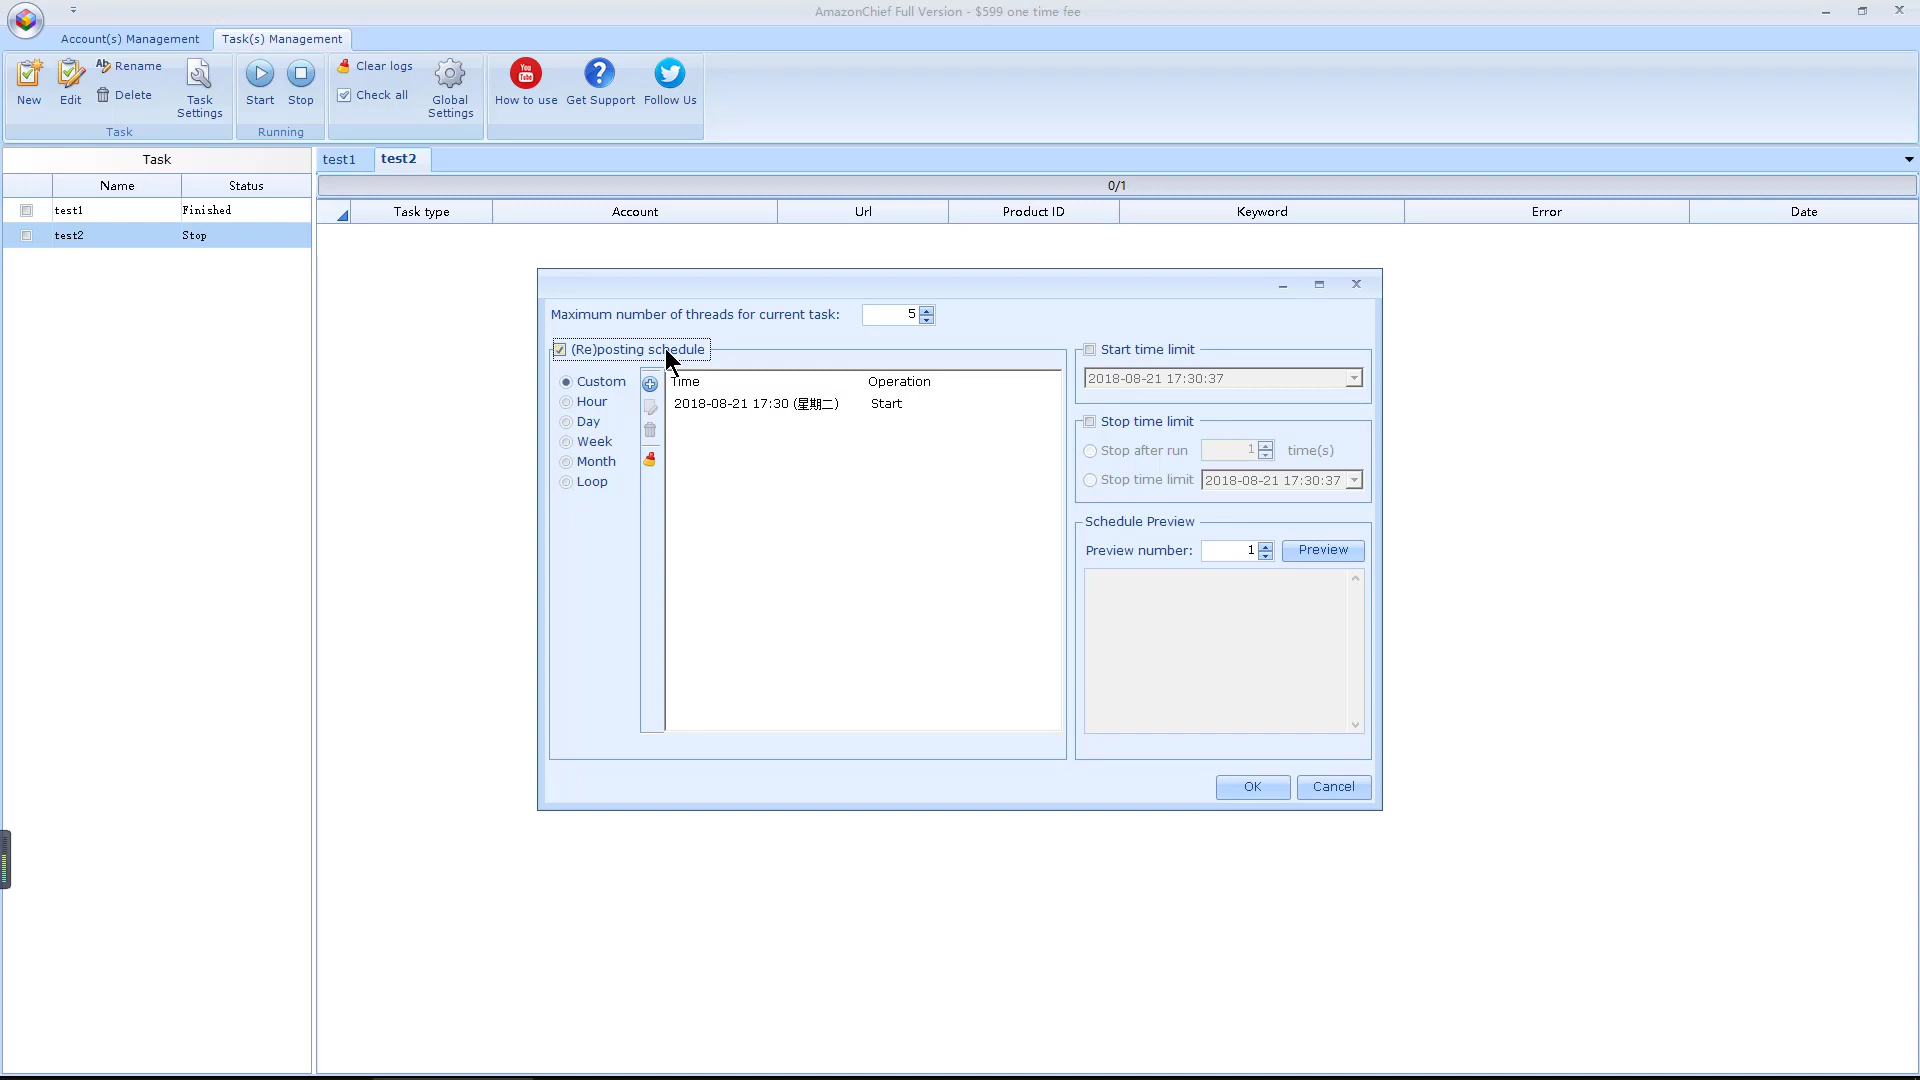 AmazonChief Full Version - $599 one time fee
Account(s) Management Task(s) Management
New Edit Rename Delete Task Settings Start Stop Clear logs Check all Global Settings How to use Get Support Follow Us
Task Running
Task test1 test2
0/1
Name Status
Task type Account Url Product ID Keyword Error Date
test1 Finished
test2 Stop
Maximum number of threads for current task: 5
(Re)posting schedule
Custom
Hour
Day
Week
Month
Loop
Time Operation
2018-08-21 17:30 (星期二) Start
Start time limit
2018-08-21 17:30:37
Stop time limit
Stop after run 1 time(s)
Stop time limit 2018-08-21 17:30:37
Schedule Preview
Preview number: 1 Preview
OK Cancel